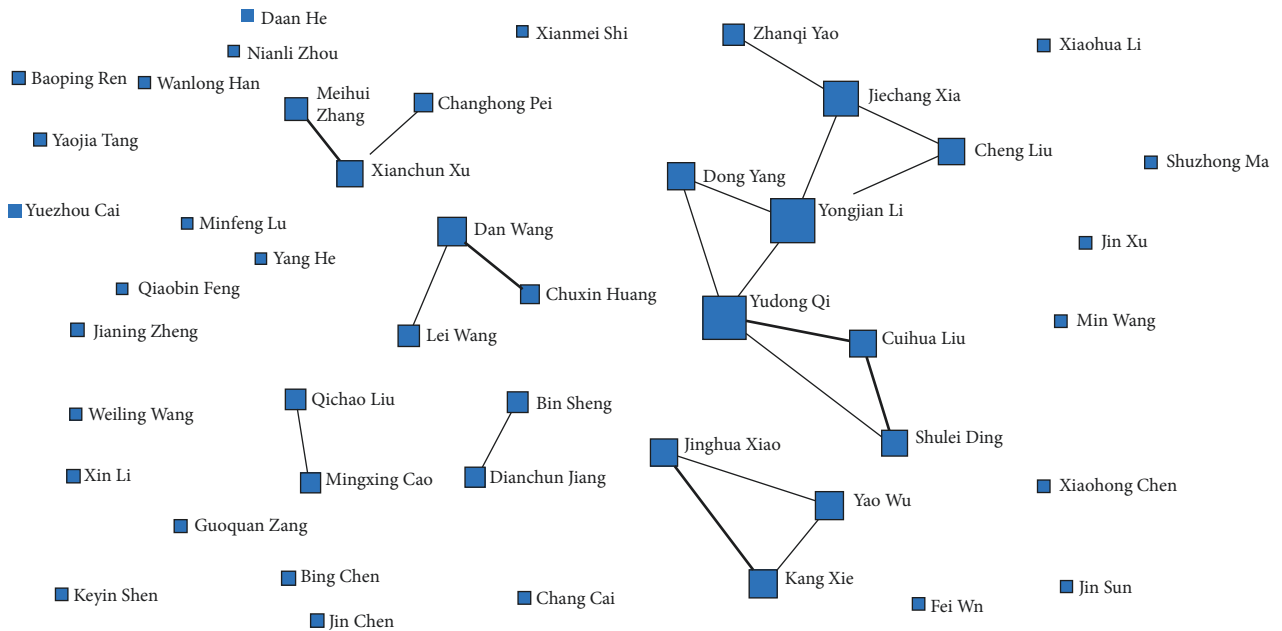 Daan He
Xianmei Shi
Zhanqi Yao
Xiaohua Li
Nianli Zhou
Baoping Ren
Wanlong Han
Meihui
Zhang
Changhong Pei
Jiechang Xia
Yaojia Tang
Xianchun Xu
Cheng Liu
Shuzhong Ma
Dong Yang
Yuezhou Cai
Minfeng Lu
Dan Wang
Yongjian Li
Jin Xu
Yang He
Qiaobin Feng
Chuxin Huang
Yudong Qi
Jianing Zheng
Lei Wang
Cuihua Liu
Min Wang
Weiling Wang
Qichao Liu
Bin Sheng
Jinghua Xiao
Shulei Ding
Xin Li
Mingxing Cao
Dianchun Jiang
Yao Wu
Xiaohong Chen
Guoquan Zang
Keyin Shen
Bing Chen
Chang Cai
Kang Xie
Fei Wn
Jin Sun
Jin Chen